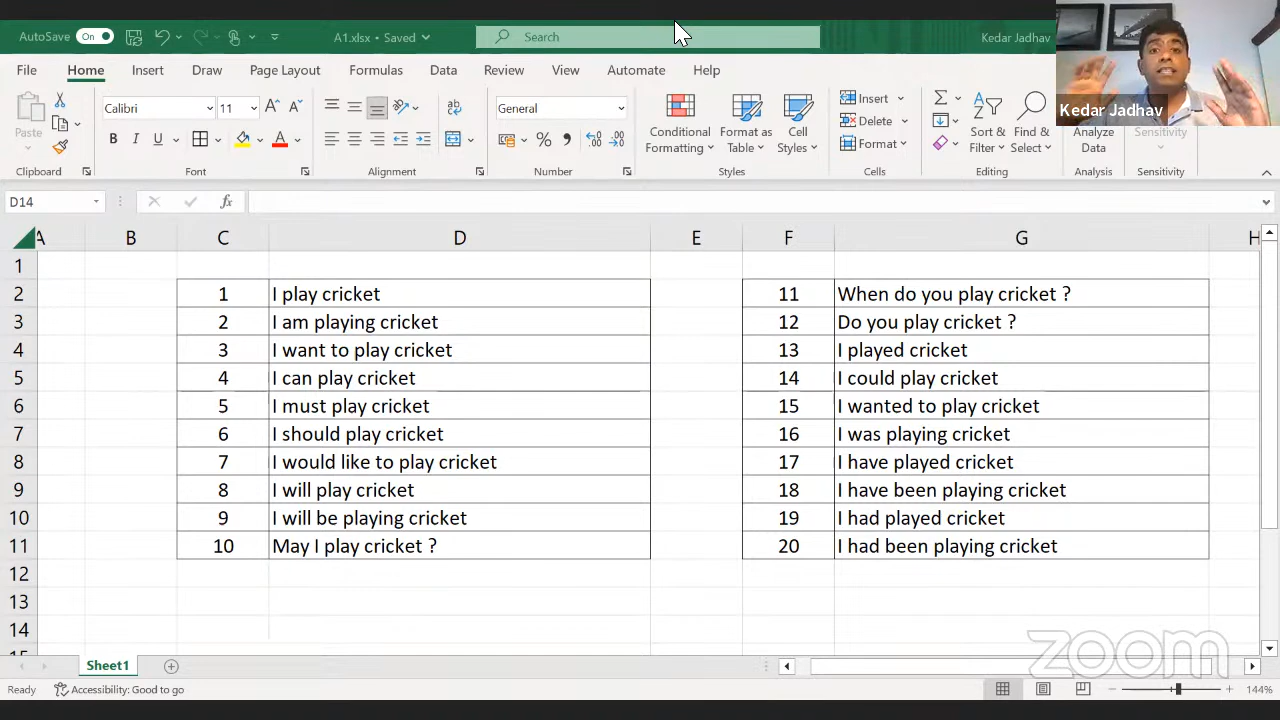 AutoSave On A1.xlsx • Saved Search Kedar Jadhav
File Home Insert Draw Page Layout Formulas Data Review View Automate Help
Kedar Jadhav
Paste
Calibri 11
B I U
General
Conditional Formatting
Format as Table
Cell Styles
Insert
Delete
Format
Sort & Filter
Find & Select
Analyze Data
Sensitivity
Clipboard Font Alignment Number Styles Cells Editing Analysis Sensitivity
D14 fx
A B C D E F G H
1
2 1 I play cricket 11 When do you play cricket ?
3 2 I am playing cricket 12 Do you play cricket ?
4 3 I want to play cricket 13 I played cricket
5 4 I can play cricket 14 I could play cricket
6 5 I must play cricket 15 I wanted to play cricket
7 6 I should play cricket 16 I was playing cricket
8 7 I would like to play cricket 17 I have played cricket
9 8 I will play cricket 18 I have been playing cricket
10 9 I will be playing cricket 19 I had played cricket
11 10 May I play cricket ? 20 I had been playing cricket
12
13
14
15
zoom
Sheet1
Ready Accessibility: Good to go 144%